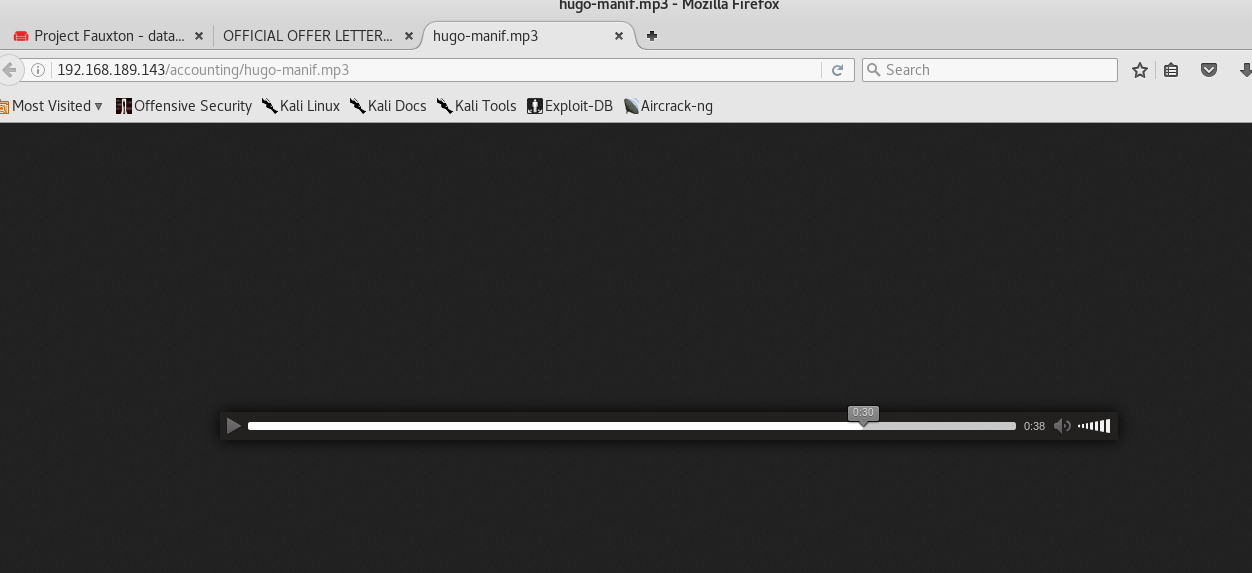 hugo-manif.mp3 - Mozilla Firefox
Project Fauxton - data... OFFICIAL OFFER LETTER... hugo-manif.mp3
192.168.189.143/accounting/hugo-manif.mp3 Search
Most Visited Offensive Security Kali Linux Kali Docs Kali Tools Exploit-DB Aircrack-ng
0:30
0:38